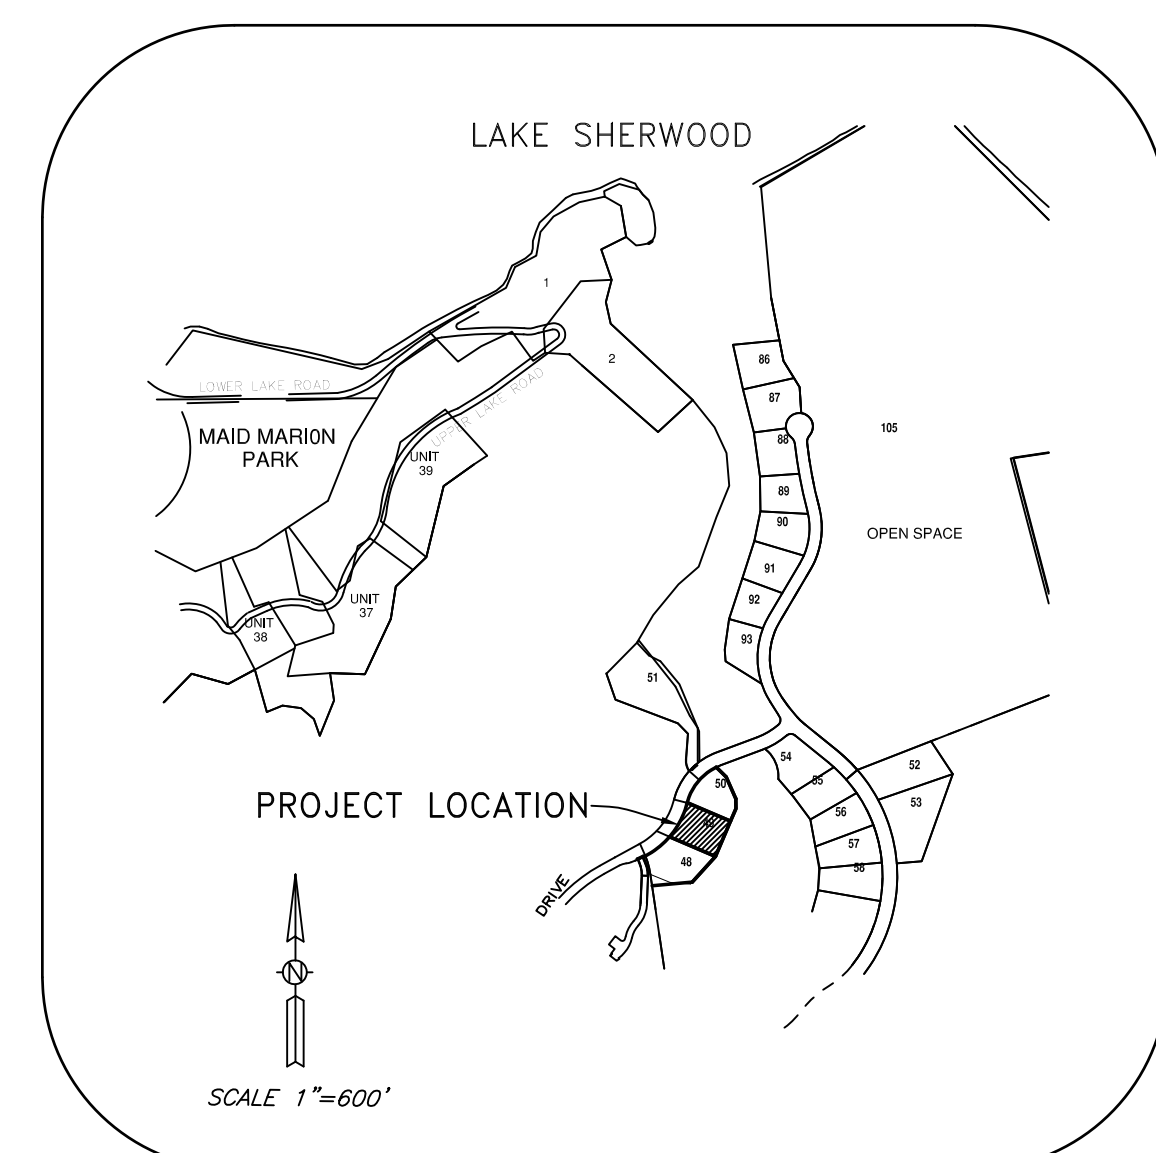 LAKE SHERWOOD
1
2
86
87
88
89
90
91
92
93
105
OPEN SPACE
LOWER LAKE ROAD
UPPER LAKE ROAD
MAID MARION
PARK
UNIT
39
UNIT
37
UNIT
38
51
54
55
56
57
58
52
53
50
49
48
PROJECT LOCATION
DRIVE
N
SCALE 1"=600'